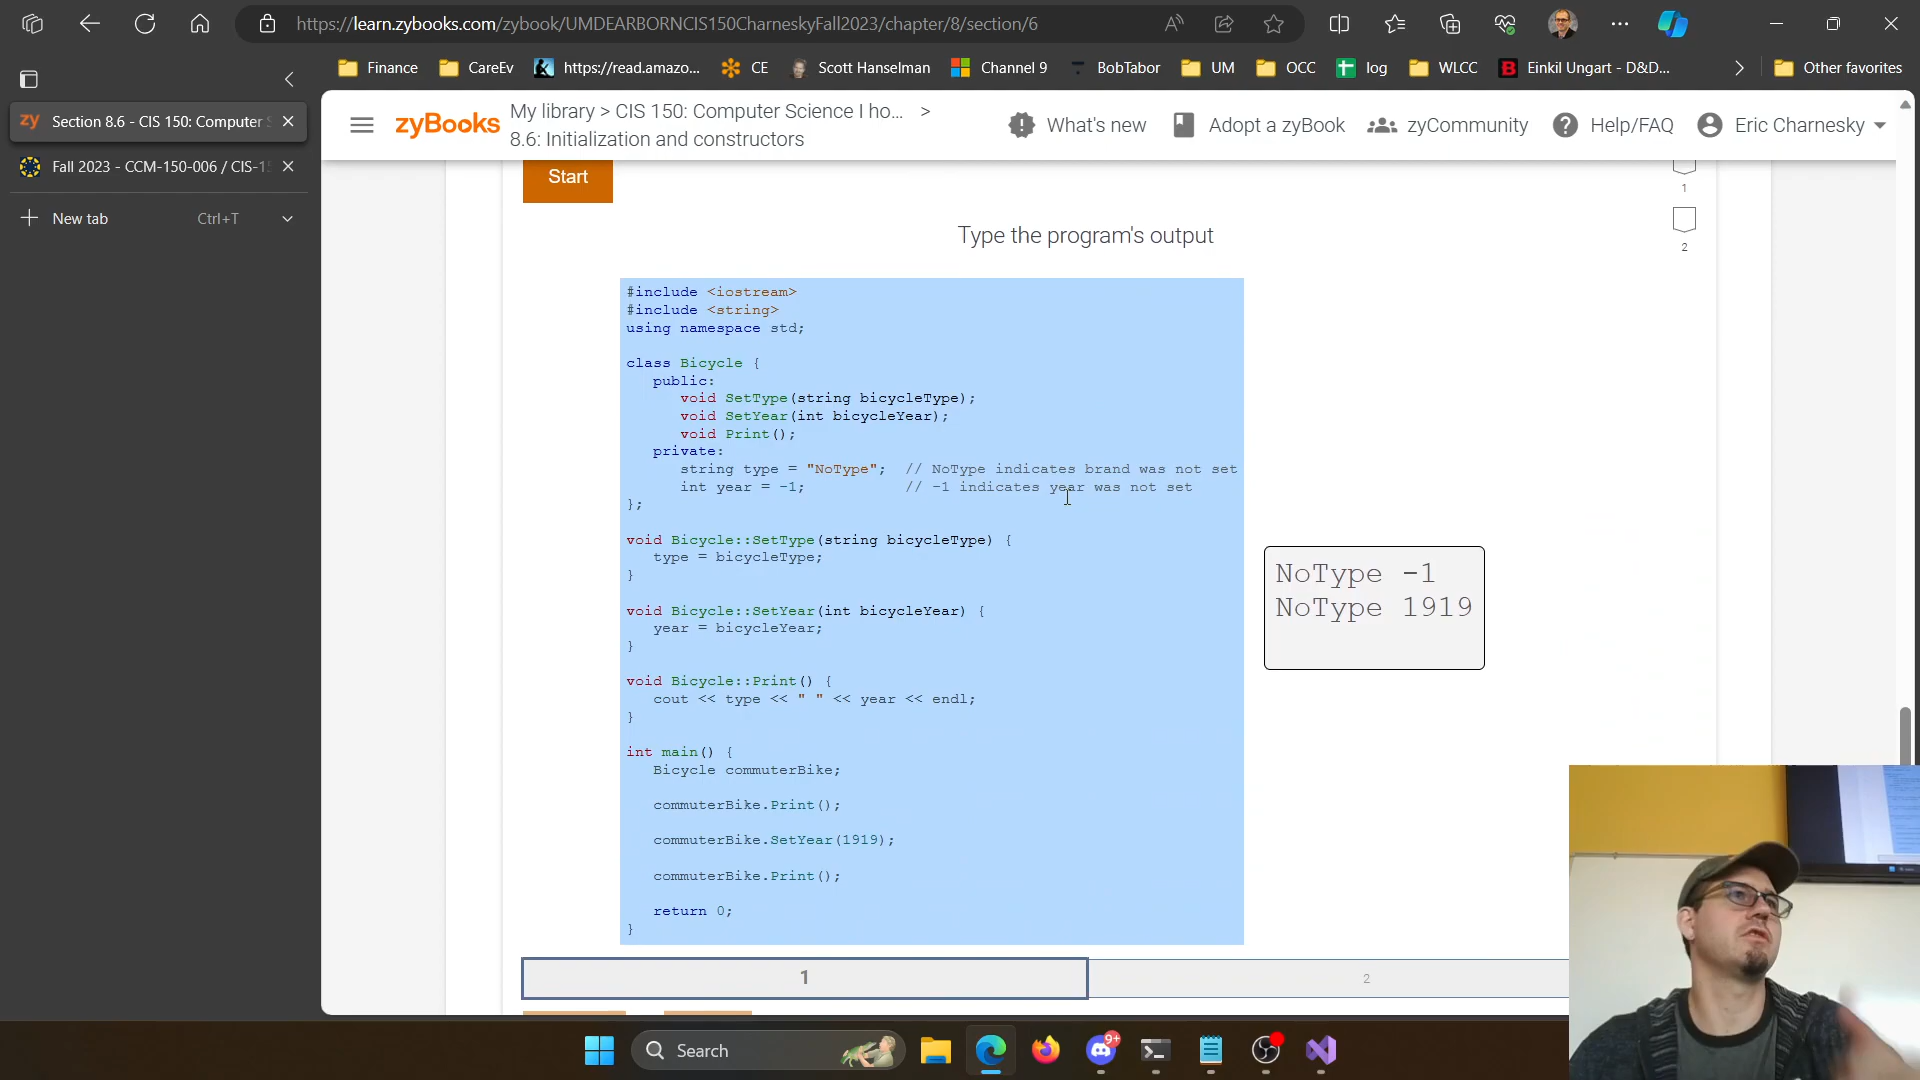 https://learn.zybooks.com/zybook/UMDEARBORNCIS150CharneskyFall2023/chapter/8/section/6
Finance
CareEv
https://read.amazo...
CE
Scott Hanselman
Channel 9
BobTabor
UM
OCC
log
WLCC
Einkil Ungart - D&D...
Other favorites
zy Section 8.6 - CIS 150: Computer S
Fall 2023 - CCM-150-006 / CIS-15
New tab Ctrl+T
zyBooks
My library > CIS 150: Computer Science I ho... >
8.6: Initialization and constructors
What's new
Adopt a zyBook
zyCommunity
Help/FAQ
Eric Charnesky
Start
1
2
Type the program's output
#include <iostream>
#include <string>
using namespace std;
class Bicycle {
public:
void SetType(string bicycleType);
void SetYear(int bicycleYear);
void Print();
private:
string type = "NoType"; // NoType indicates brand was not set
int year = -1; // -1 indicates year was not set
};
void Bicycle::SetType(string bicycleType) {
type = bicycleType;
}
void Bicycle::SetYear(int bicycleYear) {
year = bicycleYear;
}
void Bicycle::Print() {
cout << type << " " << year << endl;
}
int main() {
Bicycle commuterBike;
commuterBike.Print();
commuterBike.SetYear(1919);
commuterBike.Print();
return 0;
}
NoType -1
NoType 1919
1
2
Search
9+